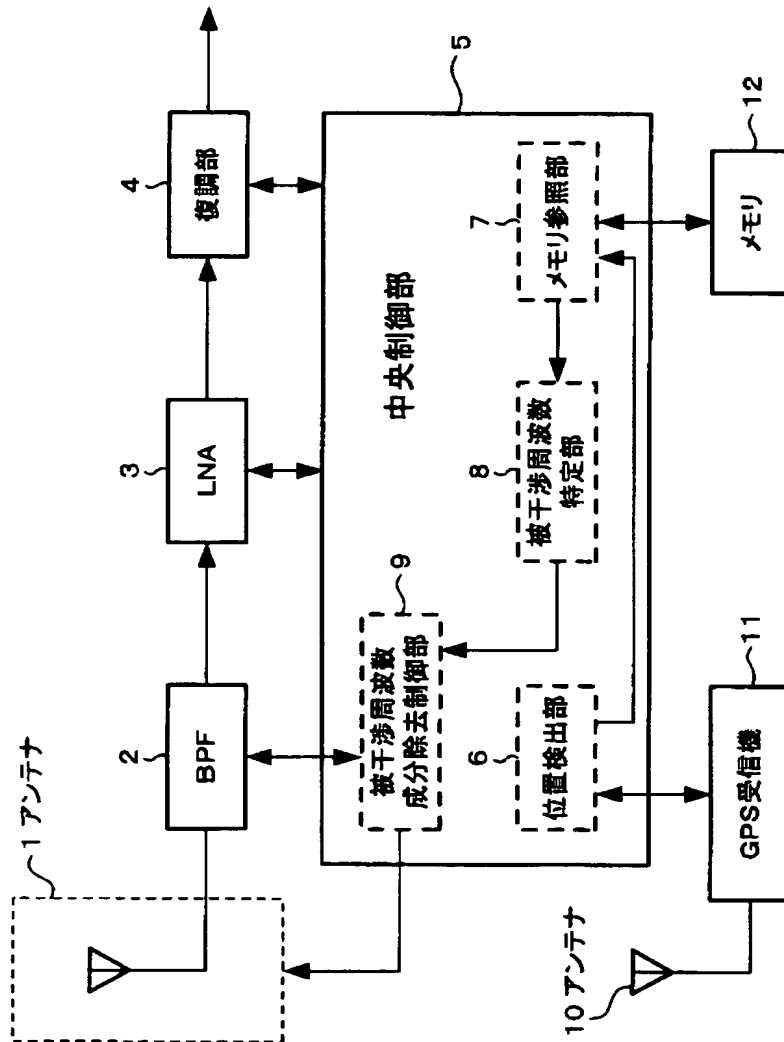 1 アンテナ
2
BPF
3
LNA
4
復調部
5
中央制御部
9
被干渉周波数
成分除去制御部
8
被干渉周波数
特定部
7
メモリ参照部
6
位置検出部
10 アンテナ
11
GPS受信機
12
メモリ